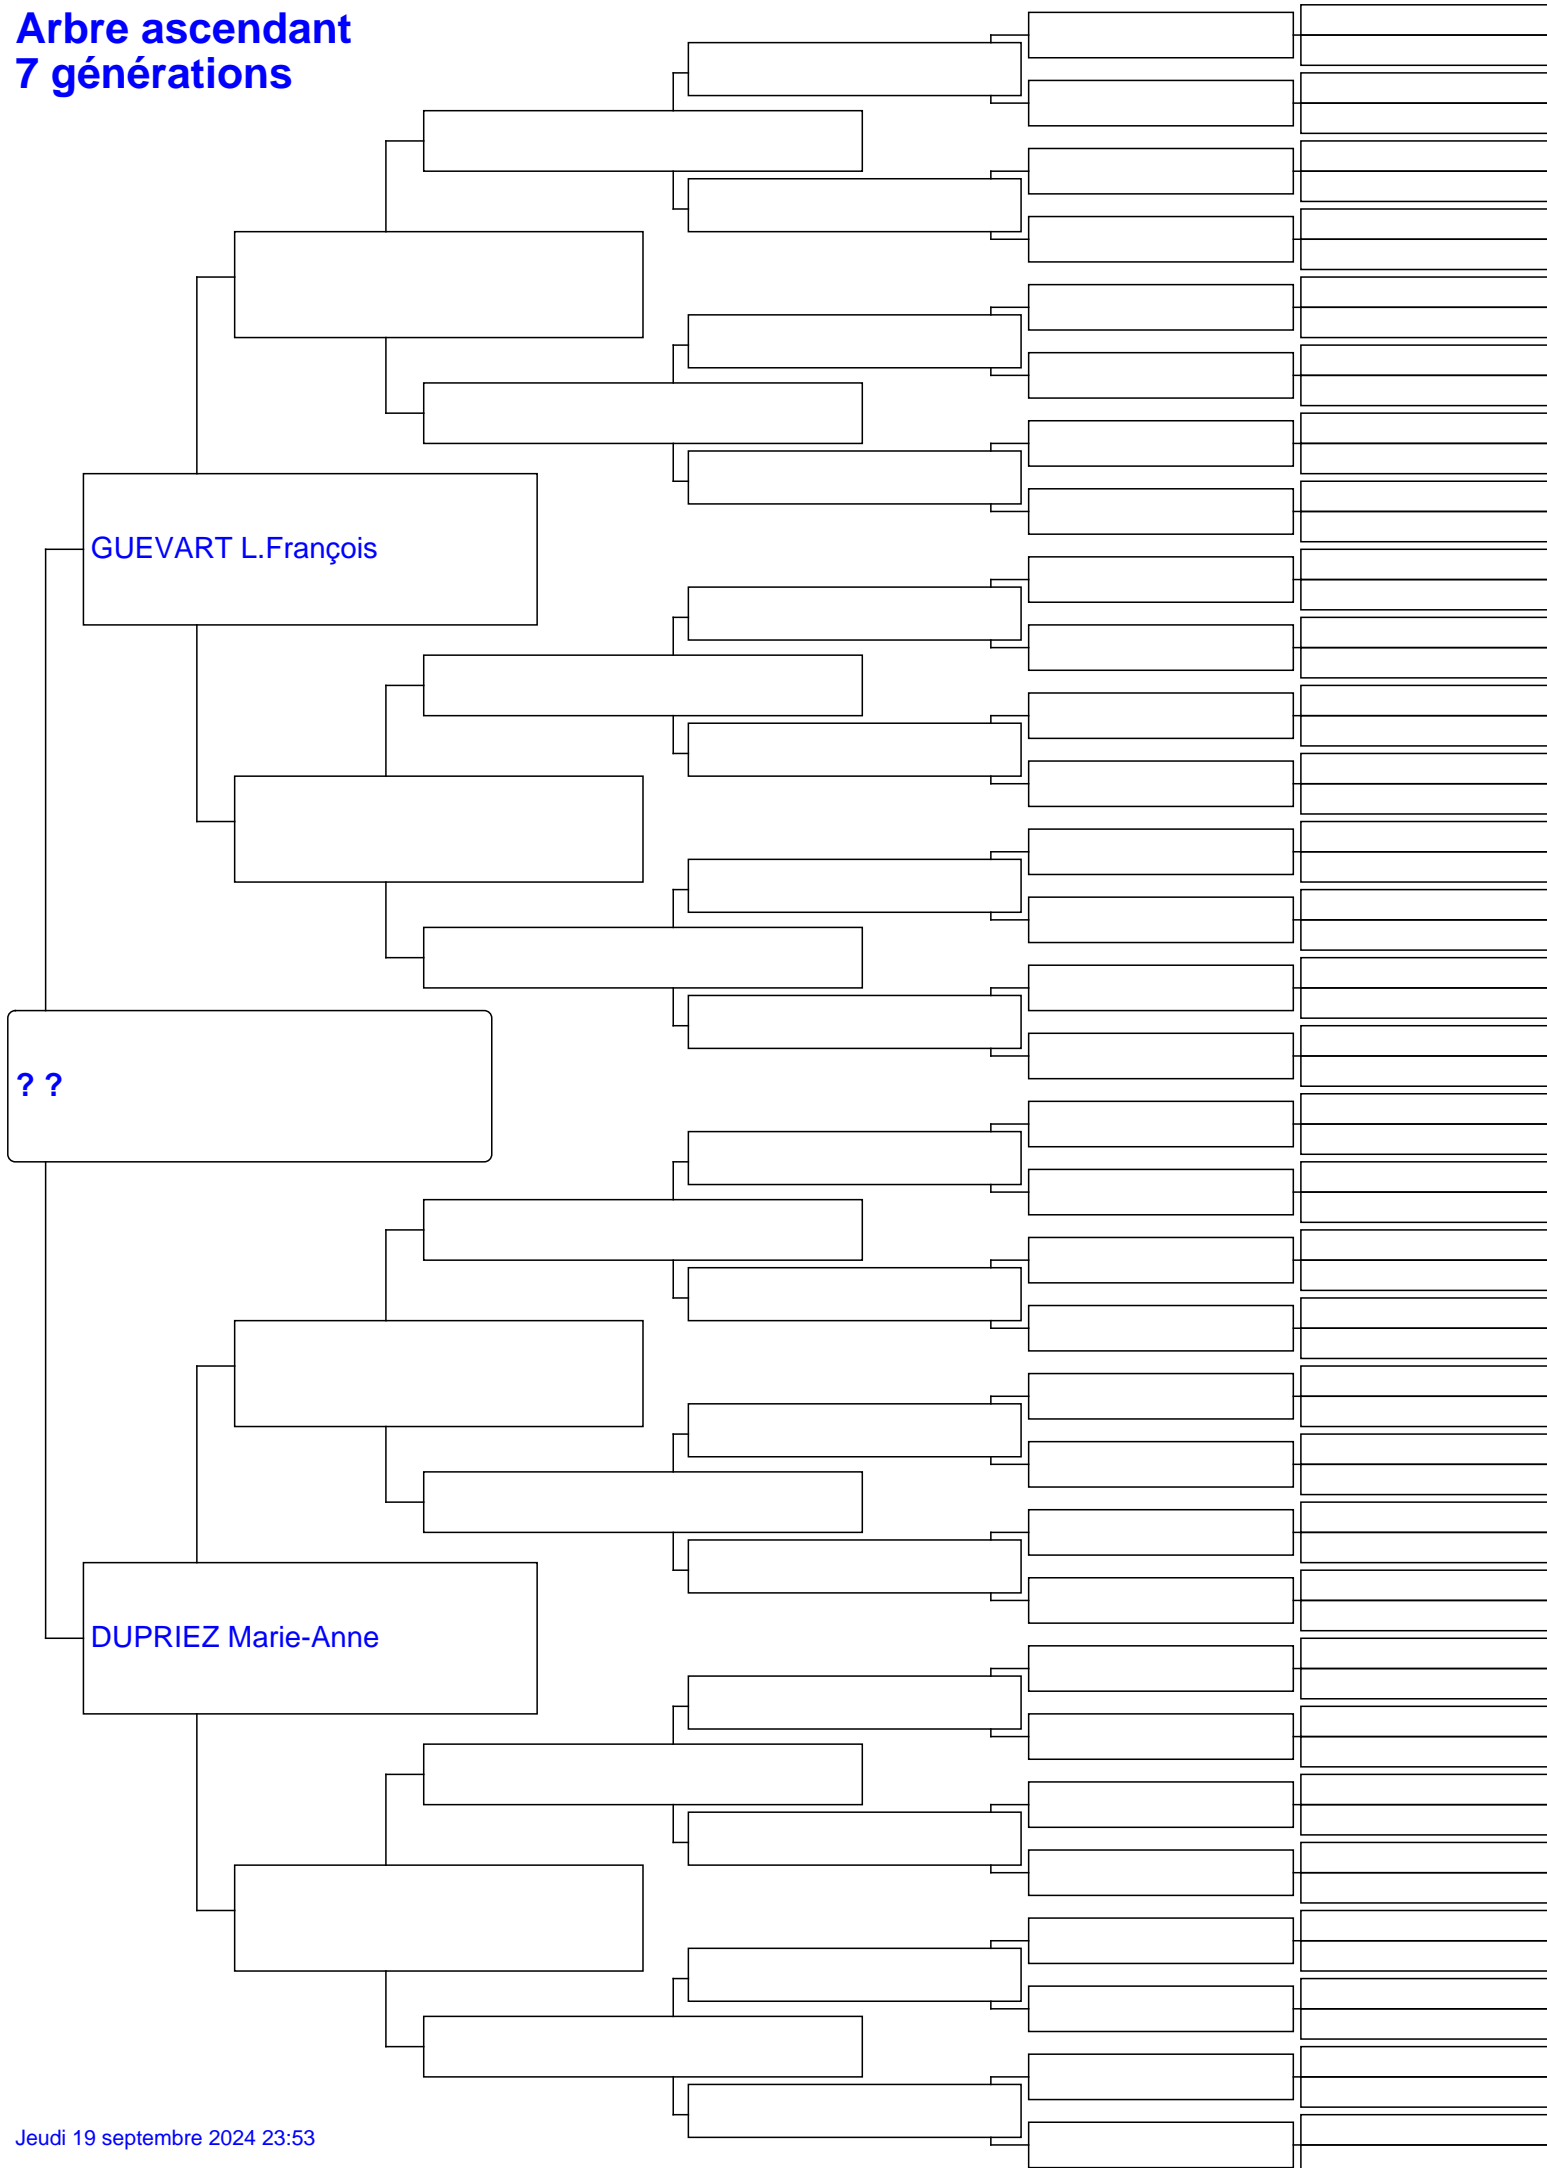 Arbre ascendant
7 générations
GUEVART L.François
? ?
DUPRIEZ Marie-Anne
Jeudi 19 septembre 2024 23:53